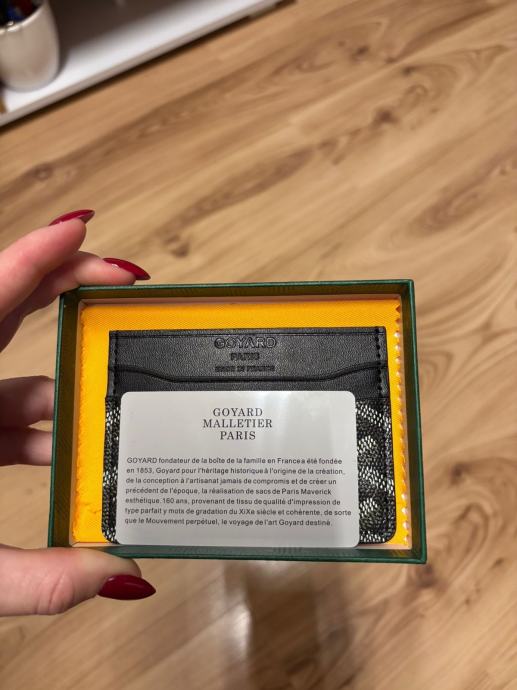 GOYARD
PARIS
MADE IN FRANCE
GOYARD
MALLETIER
PARIS
GOYARD fondateur de la boîte de la famille en Francea été fondée
en 1853, Goyard pour l'héritage historiqueà l'origine de la création,
de la conception à l'artisanat jamais de compromis et de créer un
précédent de l'époque, la réalisation de sacs de Paris Maverick
esthétique.160 ans, provenant de tissu de qualité d'impression de
type parfait y mots de gradation du XiXe siècle et cohérente, de sorte
que le Mouvement perpétuel, le voyage de l'art Goyard destiné.